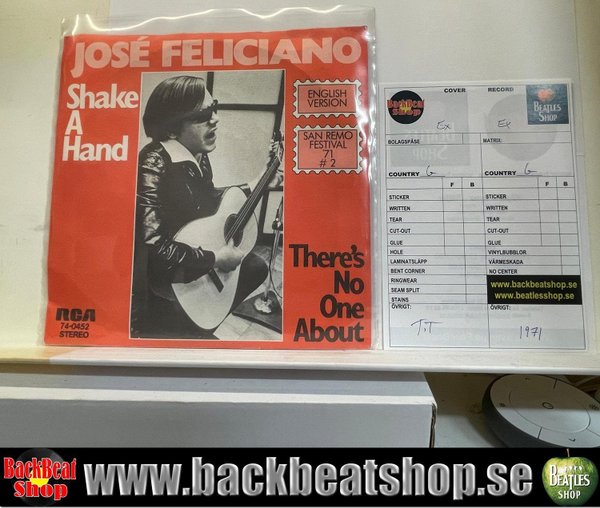 JOSÉ FELICIANO
Shake
A
Hand
ENGLISH
VERSION
SAN REMO
FESTIVAL
71
# 2
There's
No
One
About
RCA
74-0452
STEREO
COVER RECORD
BackBeat
Shop
BEATLES
SHOP
Ex Ex
BOLAGSPÅSE MATRIX:
COUNTRY G COUNTRY G
F B F B
STICKER STICKER
WRITTEN WRITTEN
TEAR TEAR
CUT-OUT CUT-OUT
GLUE GLUE
HOLE VINYLBUBBLOR
LAMINATSLÄPP VÄRMESKADA
BENT CORNER NO CENTER
RINGWEAR
SEAM SPLIT
STAINS
www.backbeatshop.se
www.beatlesshop.se
ÖVRIGT: ÖVRIGT:
T.T 1971
BackBeat
Shop
www.backbeatshop.se
BEATLES
SHOP